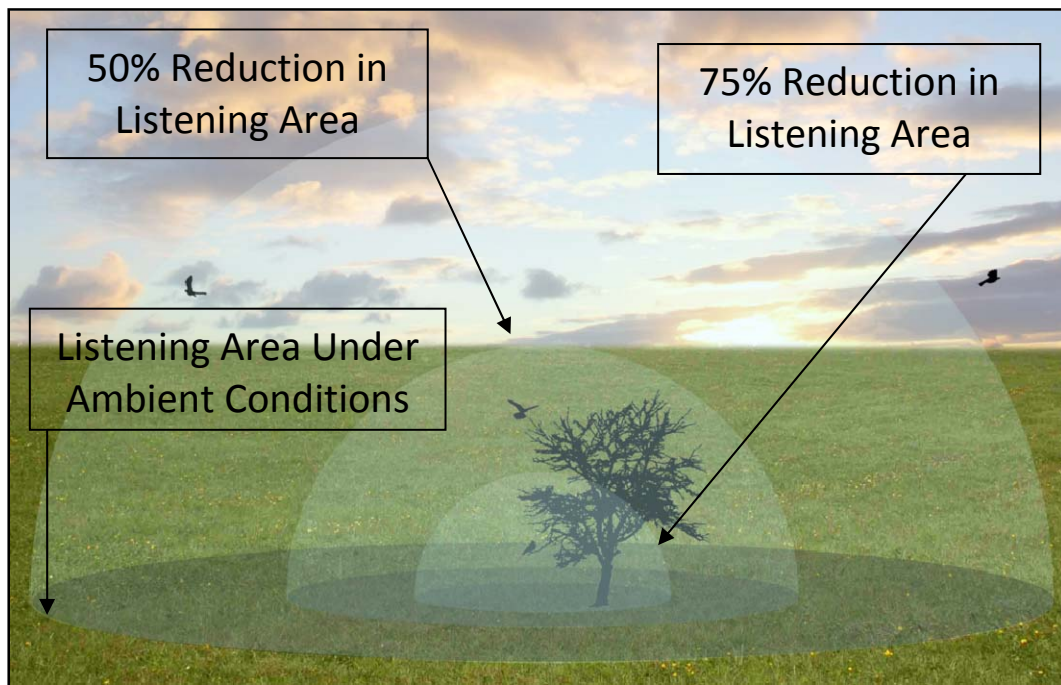 50% Reduction in
Listening Area
75% Reduction in
Listening Area
Listening Area Under
Ambient Conditions